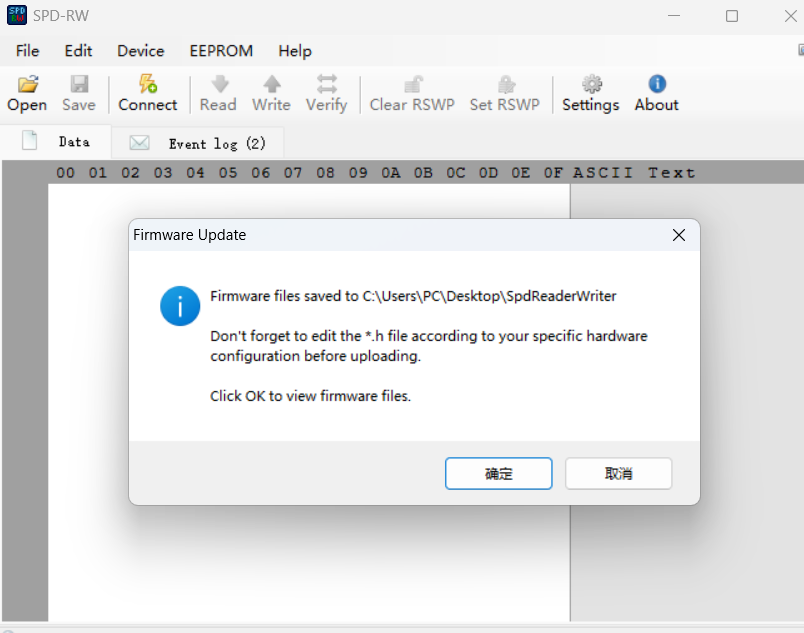 SPD-RW
File Edit Device EEPROM Help
Open Save Connect Read Write Verify Clear RSWP Set RSWP Settings About
Data Event log (2)
00 01 02 03 04 05 06 07 08 09 0A 0B 0C 0D 0E 0F ASCII Text
Firmware Update
Firmware files saved to C:\Users\PC\Desktop\SpdReaderWriter
Don't forget to edit the *.h file according to your specific hardware
configuration before uploading.
Click OK to view firmware files.
确定 取消